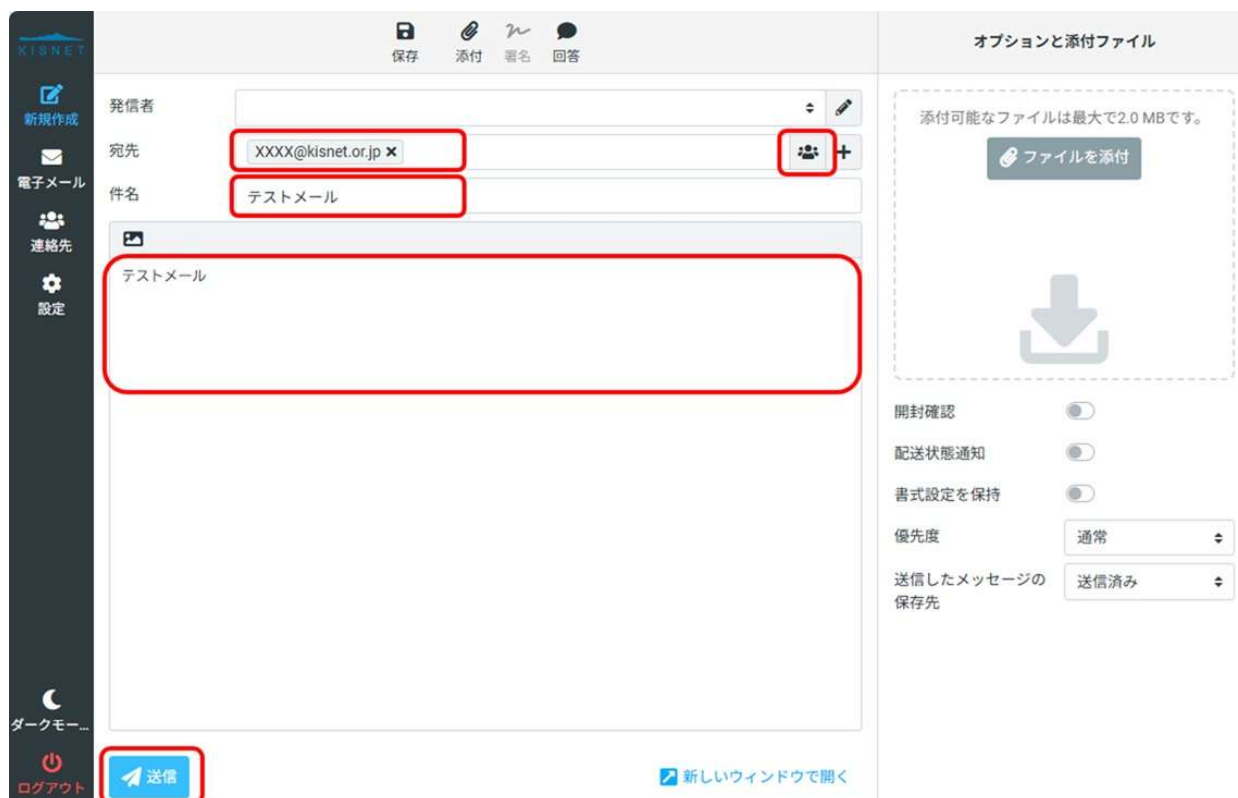 KISNET
新規作成
電子メール
連絡先
設定
ダークモー...
ログアウト
保存
添付
署名
回答
発信者
宛先
XXXX@kisnet.or.jp
件名
テストメール
テストメール
送信
新しいウィンドウで開く
オプションと添付ファイル
添付可能なファイルは最大で2.0 MBです。
ファイルを添付
開封確認
配送状態通知
書式設定を保持
優先度
通常
送信したメッセージの
保存先
送信済み